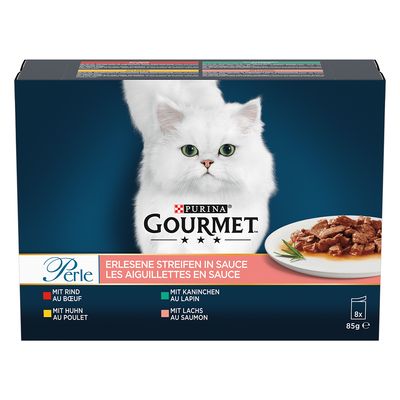 PURINA
GOURMET
Perle
ERLESENE STREIFEN IN SAUCE
LES AIGUILLETTES EN SAUCE
MIT RIND
AU BŒUF
MIT KANINCHEN
AU LAPIN
MIT HUHN
AU POULET
MIT LACHS
AU SAUMON
8x
85g ℮